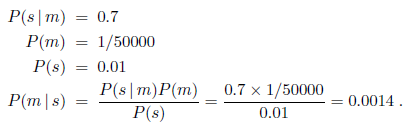 P(s | m) = 0.7
P(m) = 1/50000
P(s) = 0.01
P(m | s) = P(s | m)P(m) / P(s) = 0.7 × 1/50000 / 0.01 = 0.0014 .